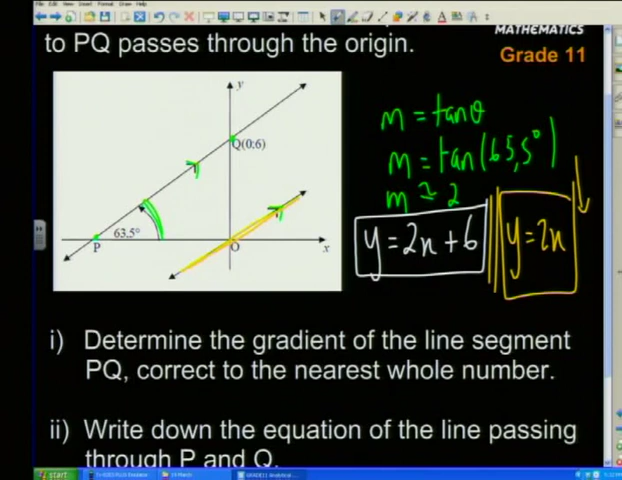 MATHEMATICS
to PQ passes through the origin.
Grade 11
y
Q(0;6)
63.5°
P
O
x
m = tanθ
m = tan(65,5°)
m ≃ 2
y = 2x + 6
y = 2x
i) Determine the gradient of the line segment
PQ, correct to the nearest whole number.
ii) Write down the equation of the line passing
through P and Q.
start